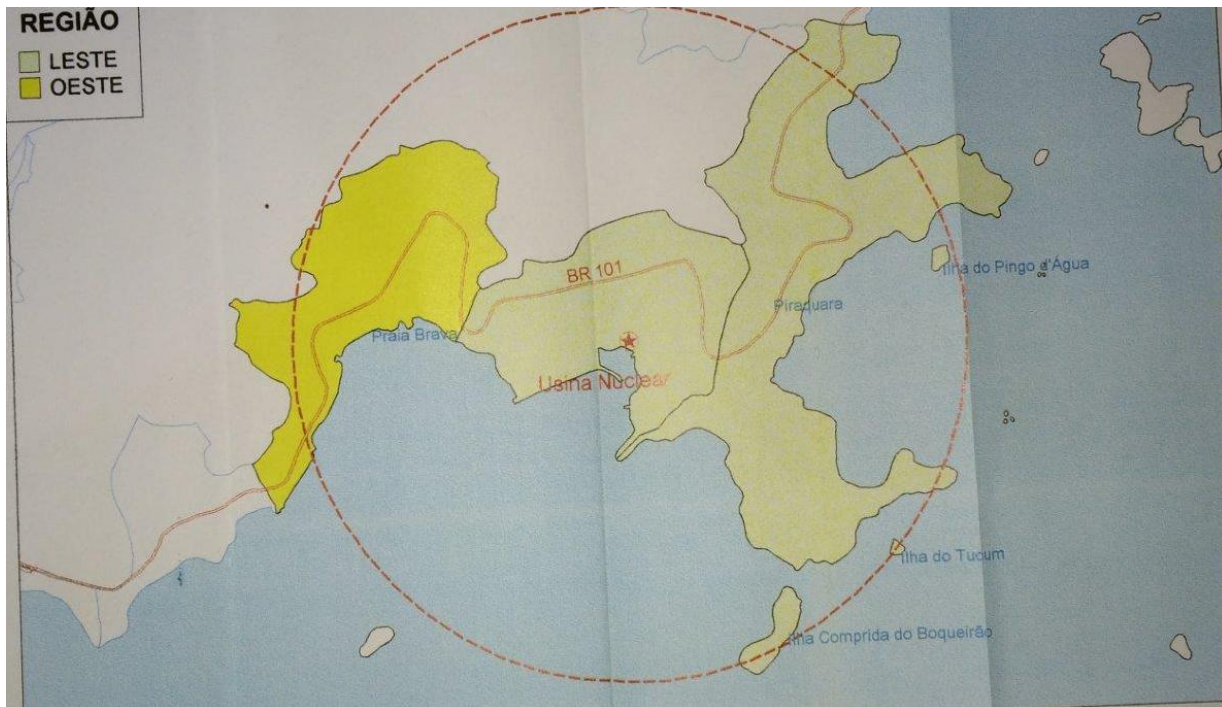 REGIÃO
LESTE
OESTE
BR 101
Ilha do Pingo d'Água
Piraquara
Praia Brava
Usina Nuclear
Ilha do Tucum
Ilha Comprida do Boqueirão